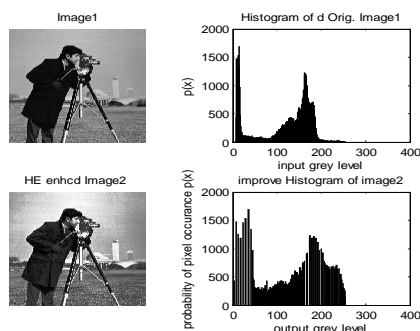 Image1
Histogram of d Orig. Image1
2000
1500
1000
500
0
p(x)
0 100 200 300 400
input grey level
HE enhcd Image2
improve Histogram of image2
2000
1500
1000
500
0
probability of pixel occurance p(x)
0 100 200 300 400
output grey level